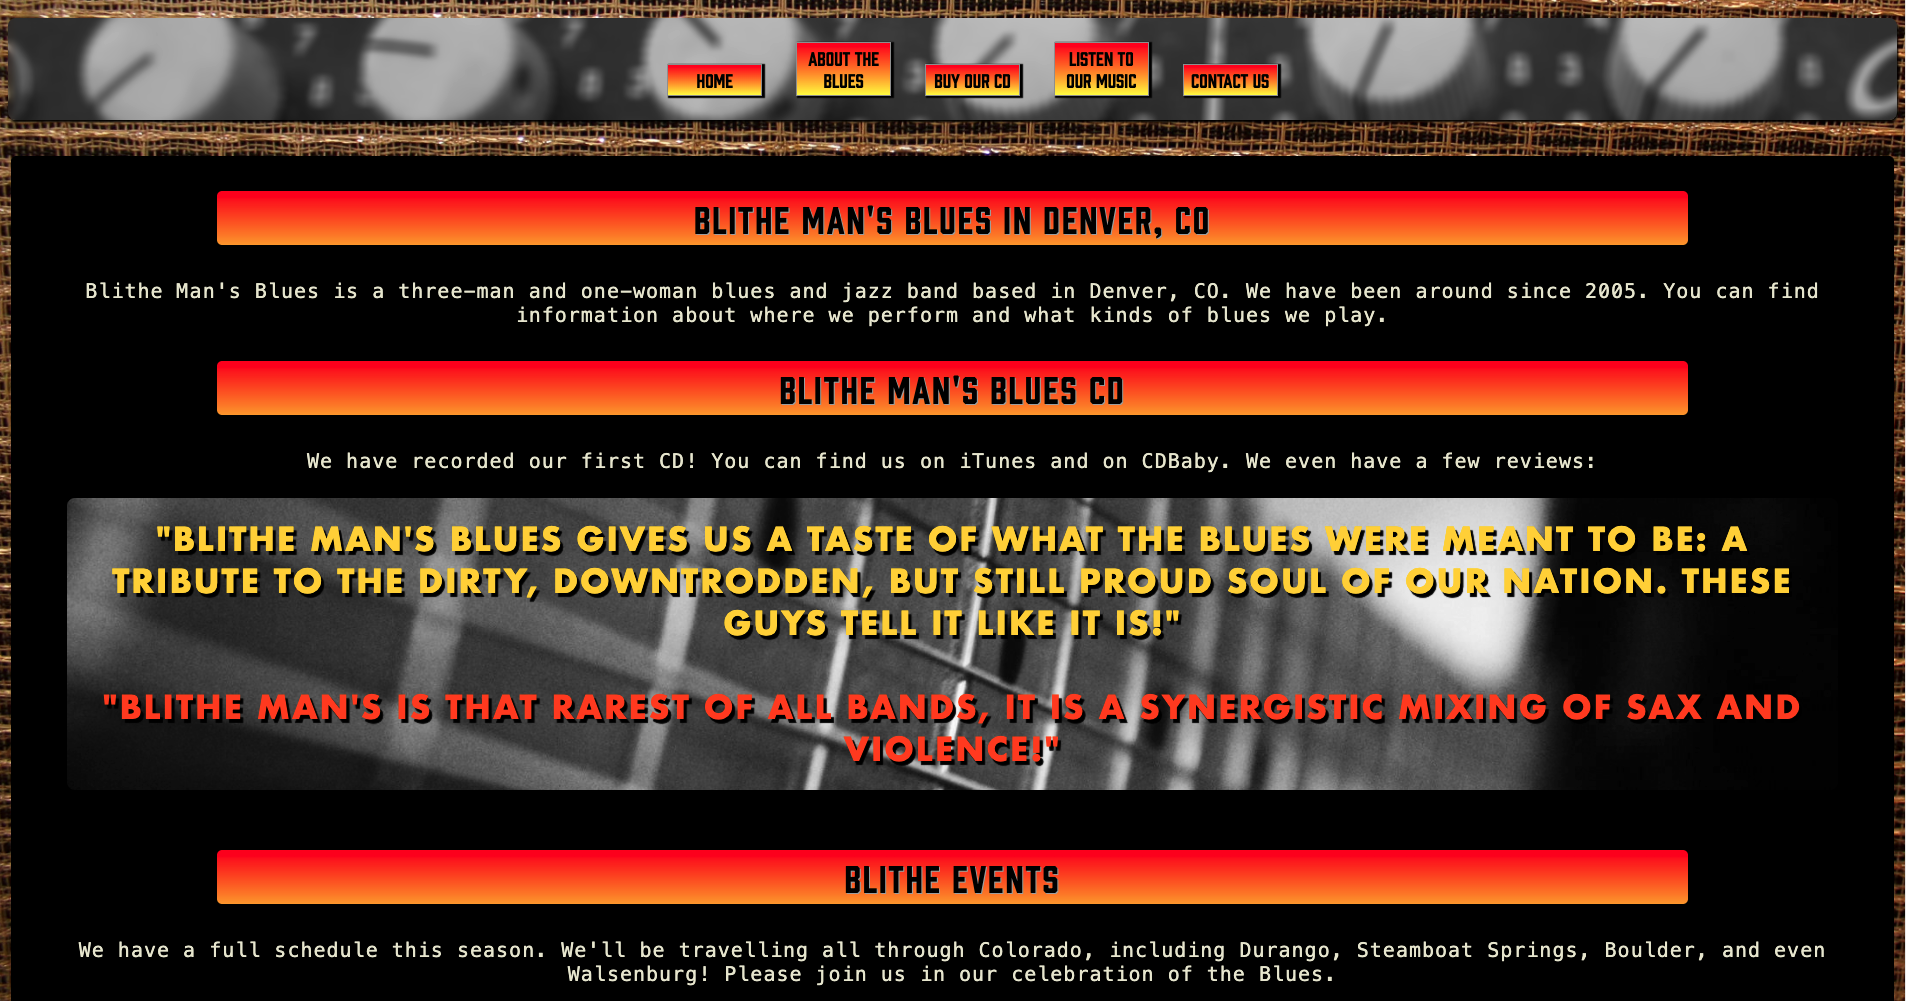 HOME
ABOUT THE
BLUES
BUY OUR CD
LISTEN TO
OUR MUSIC
CONTACT US
BLITHE MAN'S BLUES IN DENVER, CO
Blithe Man's Blues is a three-man and one-woman blues and jazz band based in Denver, CO. We have been around since 2005. You can find
information about where we perform and what kinds of blues we play.
BLITHE MAN'S BLUES CD
We have recorded our first CD! You can find us on iTunes and on CDBaby. We even have a few reviews:
"BLITHE MAN'S BLUES GIVES US A TASTE OF WHAT THE BLUES WERE MEANT TO BE: A
TRIBUTE TO THE DIRTY, DOWNTRODDEN, BUT STILL PROUD SOUL OF OUR NATION. THESE
GUYS TELL IT LIKE IT IS!"
"BLITHE MAN'S IS THAT RAREST OF ALL BANDS, IT IS A SYNERGISTIC MIXING OF SAX AND
VIOLENCE!"
BLITHE EVENTS
We have a full schedule this season. We'll be travelling all through Colorado, including Durango, Steamboat Springs, Boulder, and even
Walsenburg! Please join us in our celebration of the Blues.